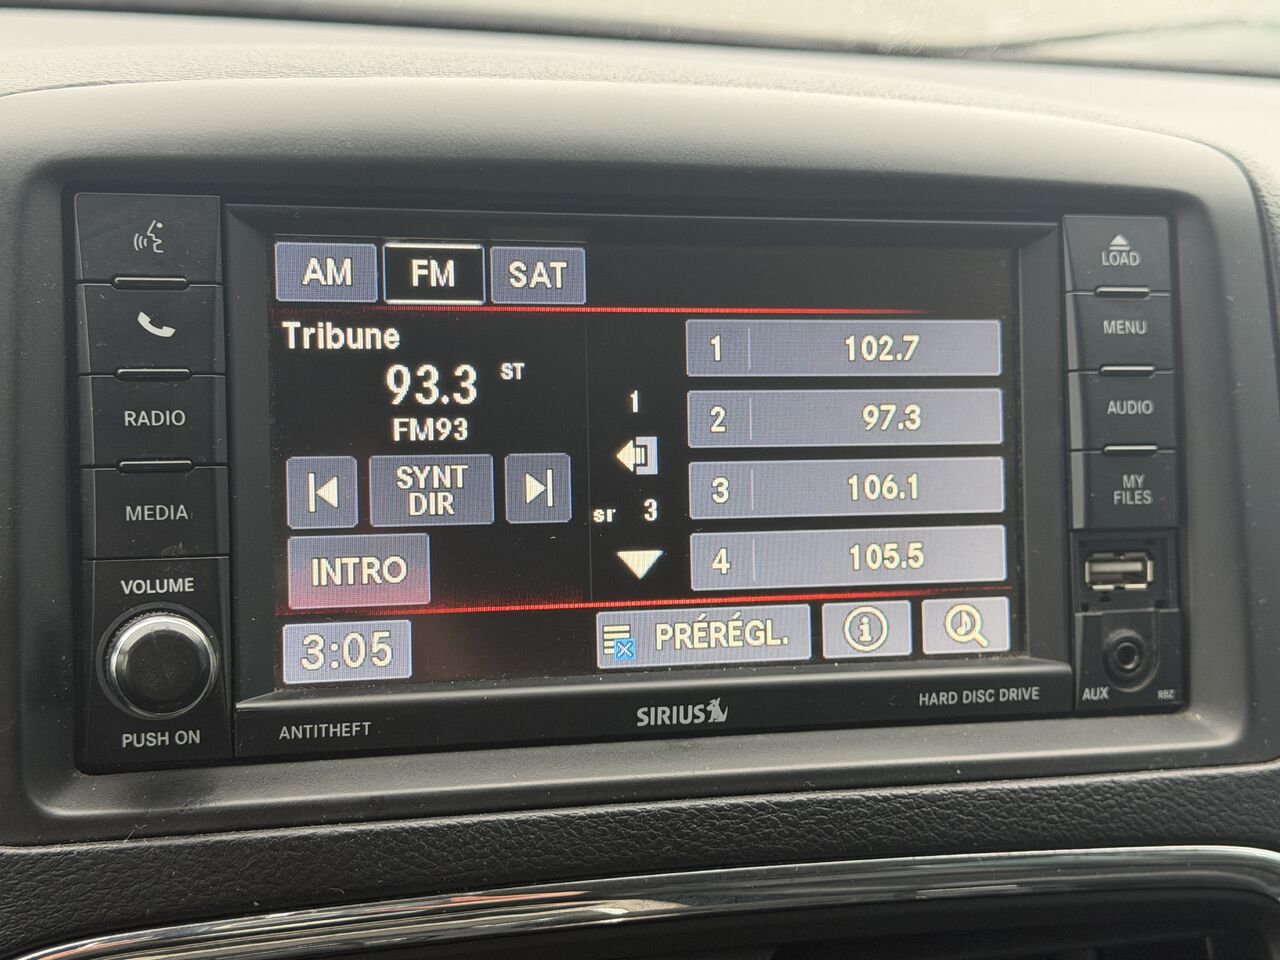 AM FM SAT
Tribune
93.3 ST
FM93
SYNT
DIR
INTRO
3:05
1
sr 3
1 102.7
2 97.3
3 106.1
4 105.5
PRÉRÉGL.
i
RADIO
MEDIA
VOLUME
PUSH ON
LOAD
MENU
AUDIO
MY
FILES
AUX RBZ
ANTITHEFT
SIRIUS
HARD DISC DRIVE